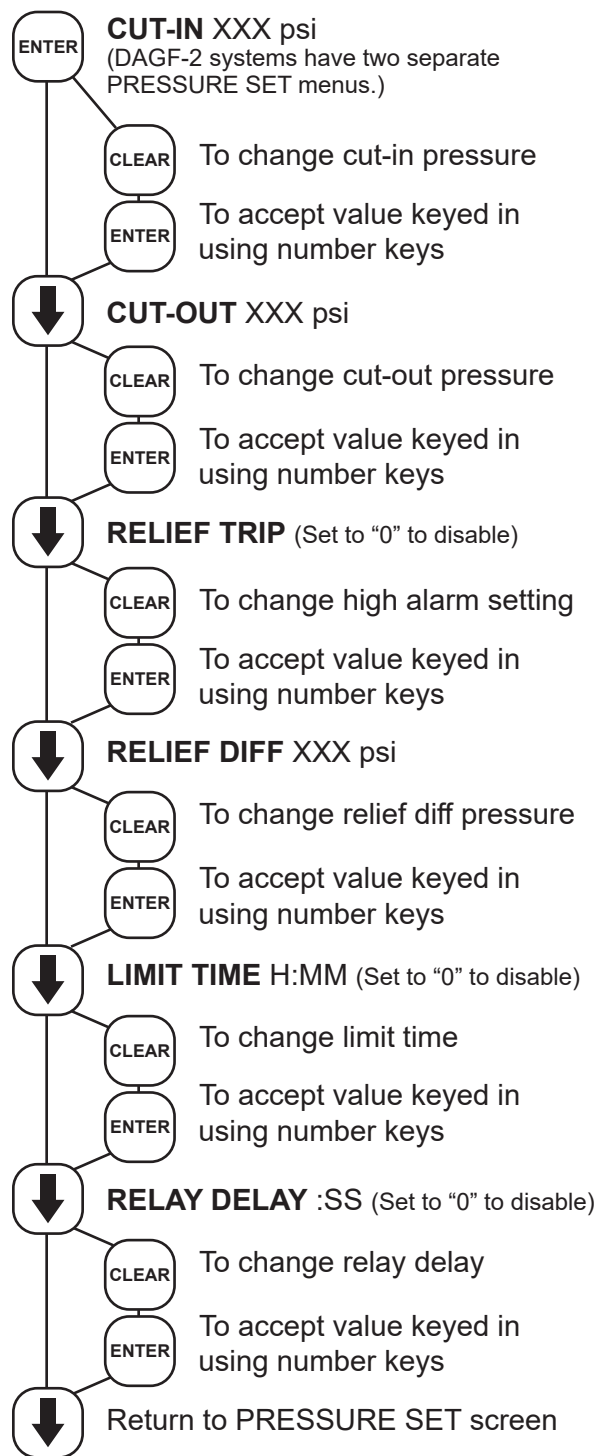 ENTER
CUT-IN XXX psi
(DAGF-2 systems have two separate
PRESSURE SET menus.)
CLEAR
To change cut-in pressure
ENTER
To accept value keyed in
using number keys
CUT-OUT XXX psi
CLEAR
To change cut-out pressure
ENTER
To accept value keyed in
using number keys
RELIEF TRIP (Set to “0” to disable)
CLEAR
To change high alarm setting
ENTER
To accept value keyed in
using number keys
RELIEF DIFF XXX psi
CLEAR
To change relief diff pressure
ENTER
To accept value keyed in
using number keys
LIMIT TIME H:MM (Set to “0” to disable)
CLEAR
To change limit time
ENTER
To accept value keyed in
using number keys
RELAY DELAY :SS (Set to “0” to disable)
CLEAR
To change relay delay
ENTER
To accept value keyed in
using number keys
Return to PRESSURE SET screen